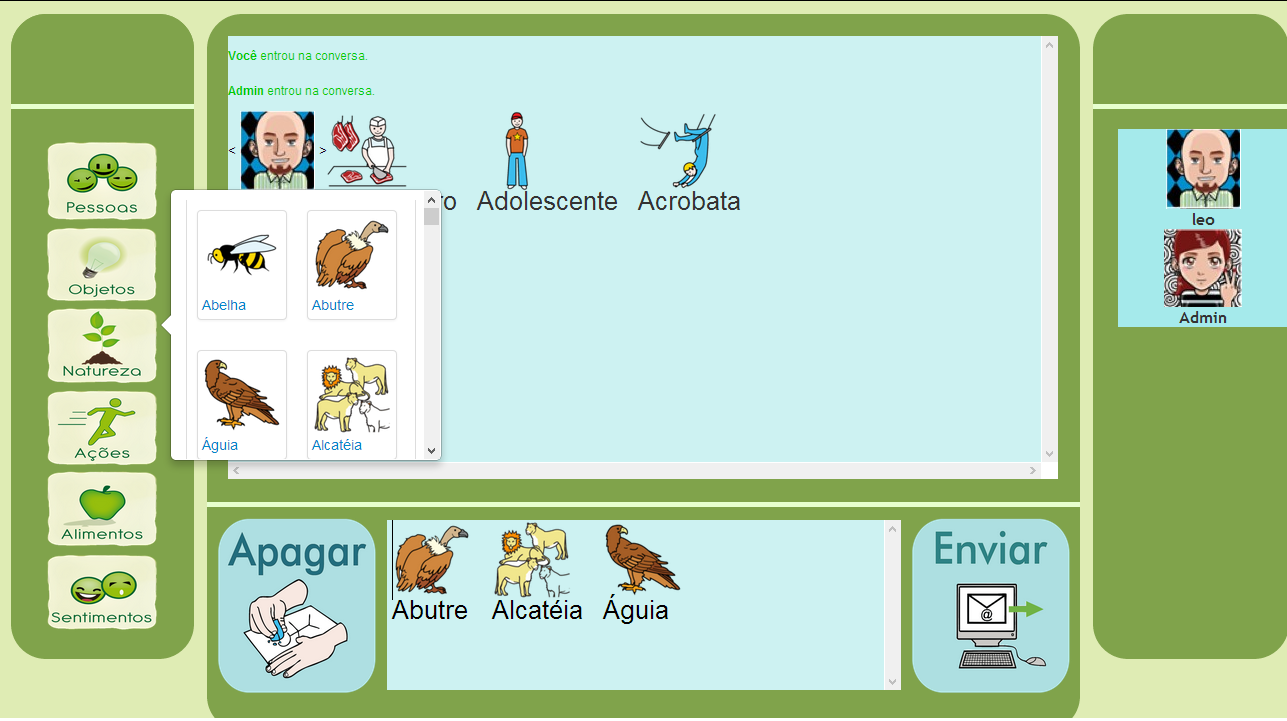 Você entrou na conversa.
Admin entrou na conversa.
< > 
ro Adolescente Acrobata
Pessoas
Objetos
Natureza
Ações
Alimentos
Sentimentos
Abelha Abutre
Águia Alcatéia
leo
Admin
Apagar
Abutre Alcatéia Águia
Enviar
@